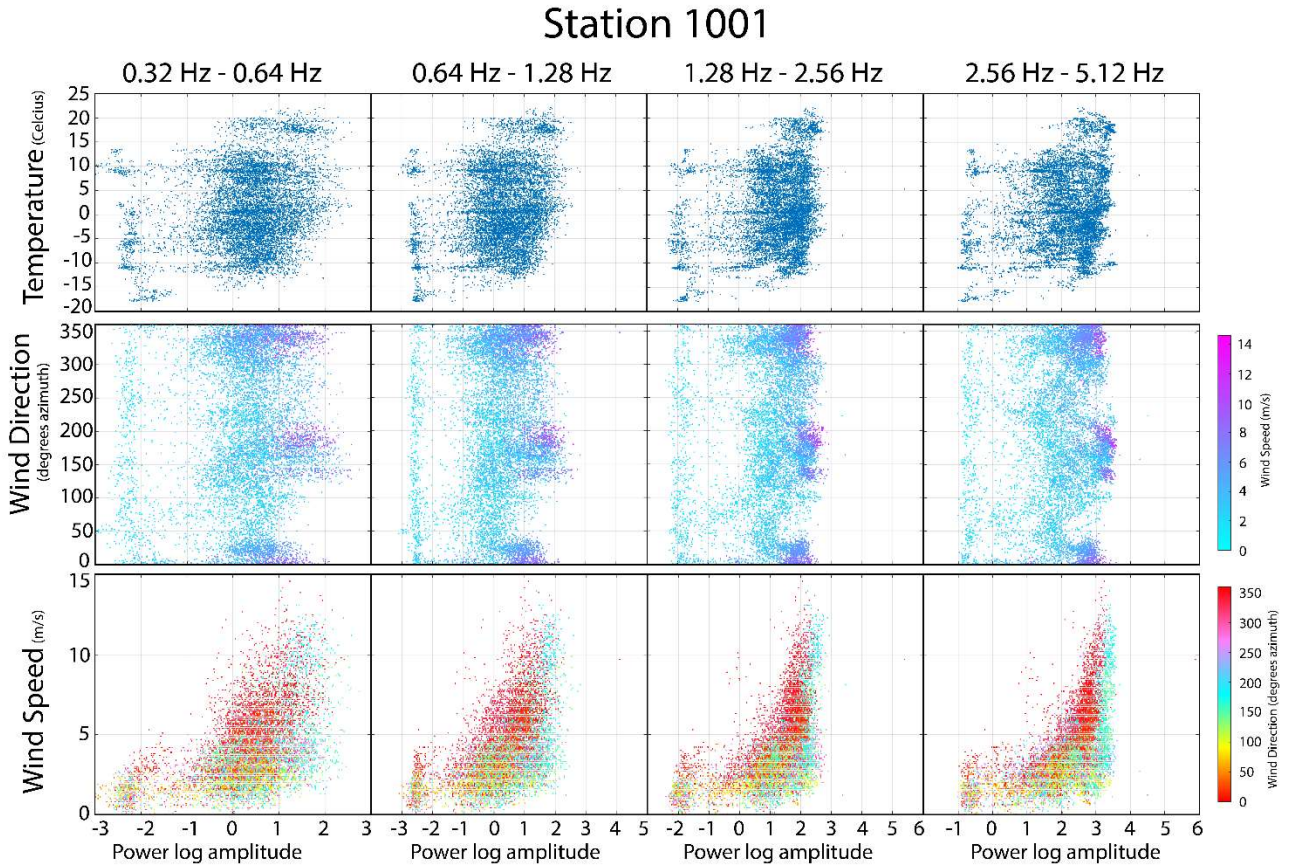 Station 1001
0.32 Hz - 0.64 Hz
0.64 Hz - 1.28 Hz
1.28 Hz - 2.56 Hz
2.56 Hz - 5.12 Hz
Temperature (Celcius)
25
20
15
10
5
0
-5
-10
-15
-20
Wind Direction
(degrees azimuth)
350
300
250
200
150
100
50
0
14
12
10
8
6
4
2
0
Wind Speed (m/s)
Wind Speed (m/s)
15
10
5
0
350
300
250
200
150
100
50
0
Wind Direction (degrees azimuth)
-3 -2 -1 0 1 2 3
-3 -2 -1 0 1 2 3 4 5
-2 -1 0 1 2 3 4 5 6
-1 0 1 2 3 4 5 6
Power log amplitude
Power log amplitude
Power log amplitude
Power log amplitude